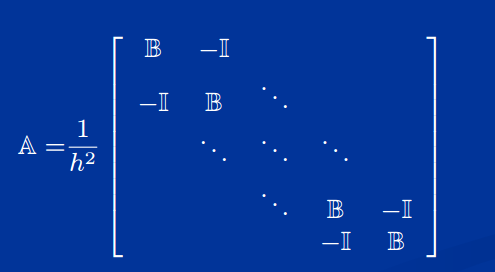 𝔹 −𝕀
−𝕀 𝔹 ⋱
𝔸 = 1/h² ⋱ ⋱ ⋱
⋱ 𝔹 −𝕀
−𝕀 𝔹